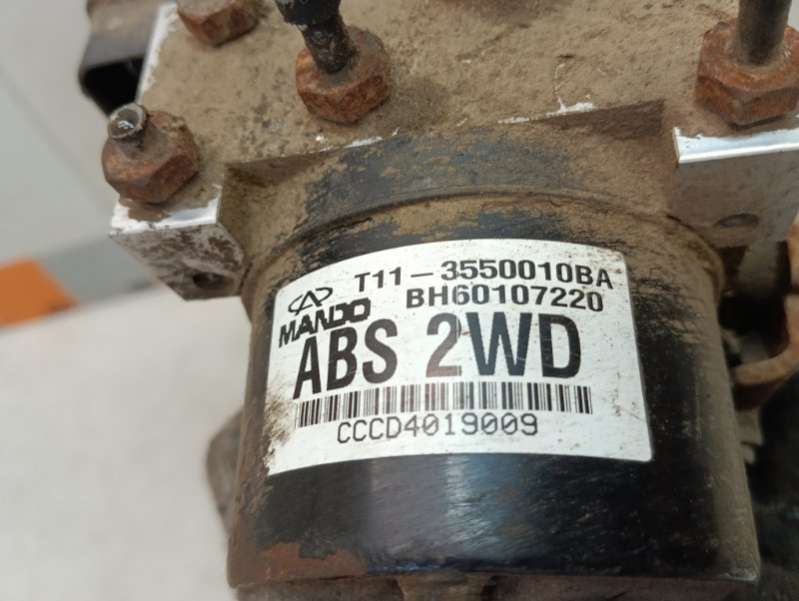 T11-3550010BA
MANDO BH60107220
ABS 2WD
CCCD4019009